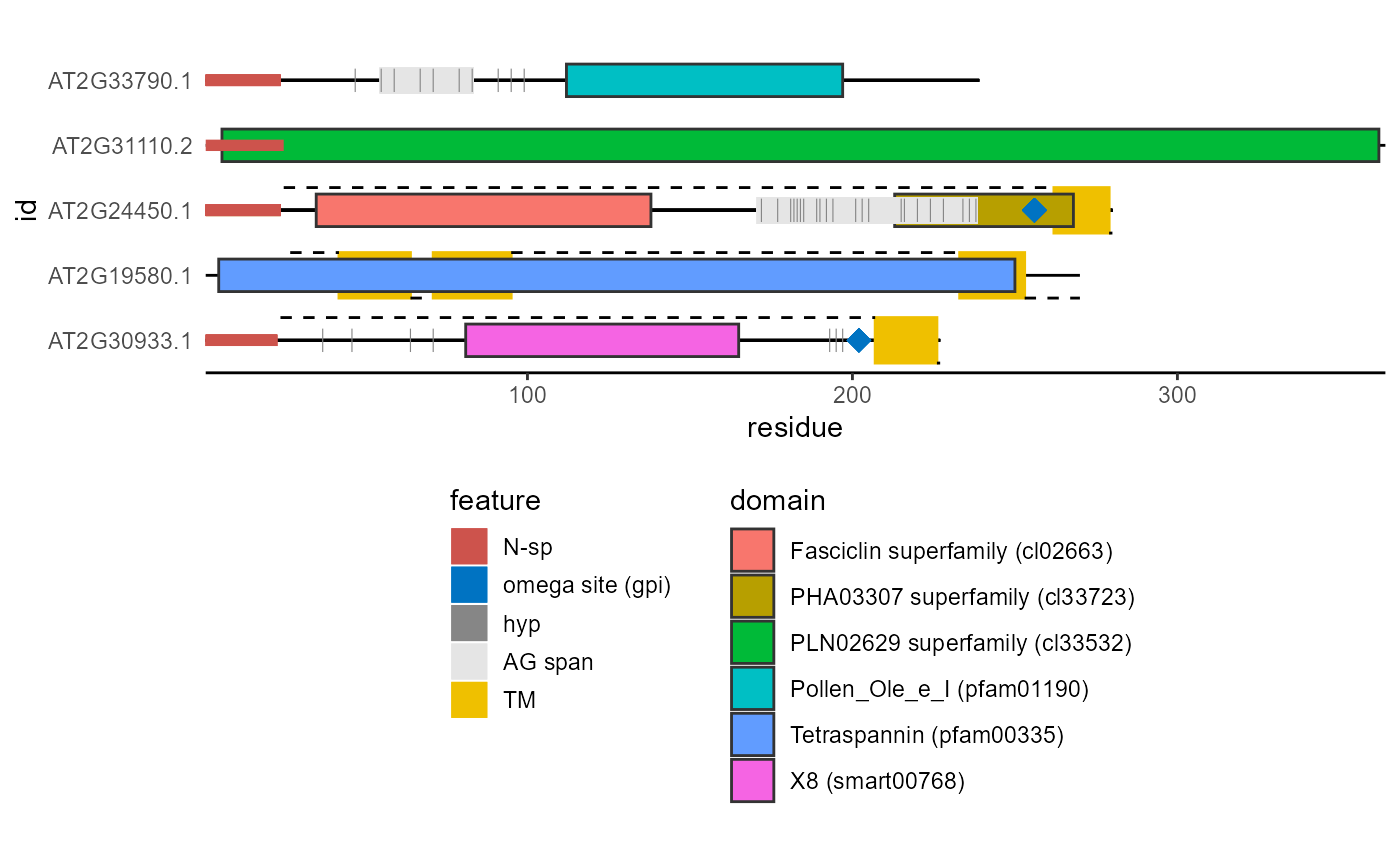 AT2G33790.1
AT2G31110.2
id
AT2G24450.1
AT2G19580.1
AT2G30933.1
100 200 300
residue
feature
N-sp
omega site (gpi)
hyp
AG span
TM
domain
Fasciclin superfamily (cl02663)
PHA03307 superfamily (cl33723)
PLN02629 superfamily (cl33532)
Pollen_Ole_e_I (pfam01190)
Tetraspannin (pfam00335)
X8 (smart00768)